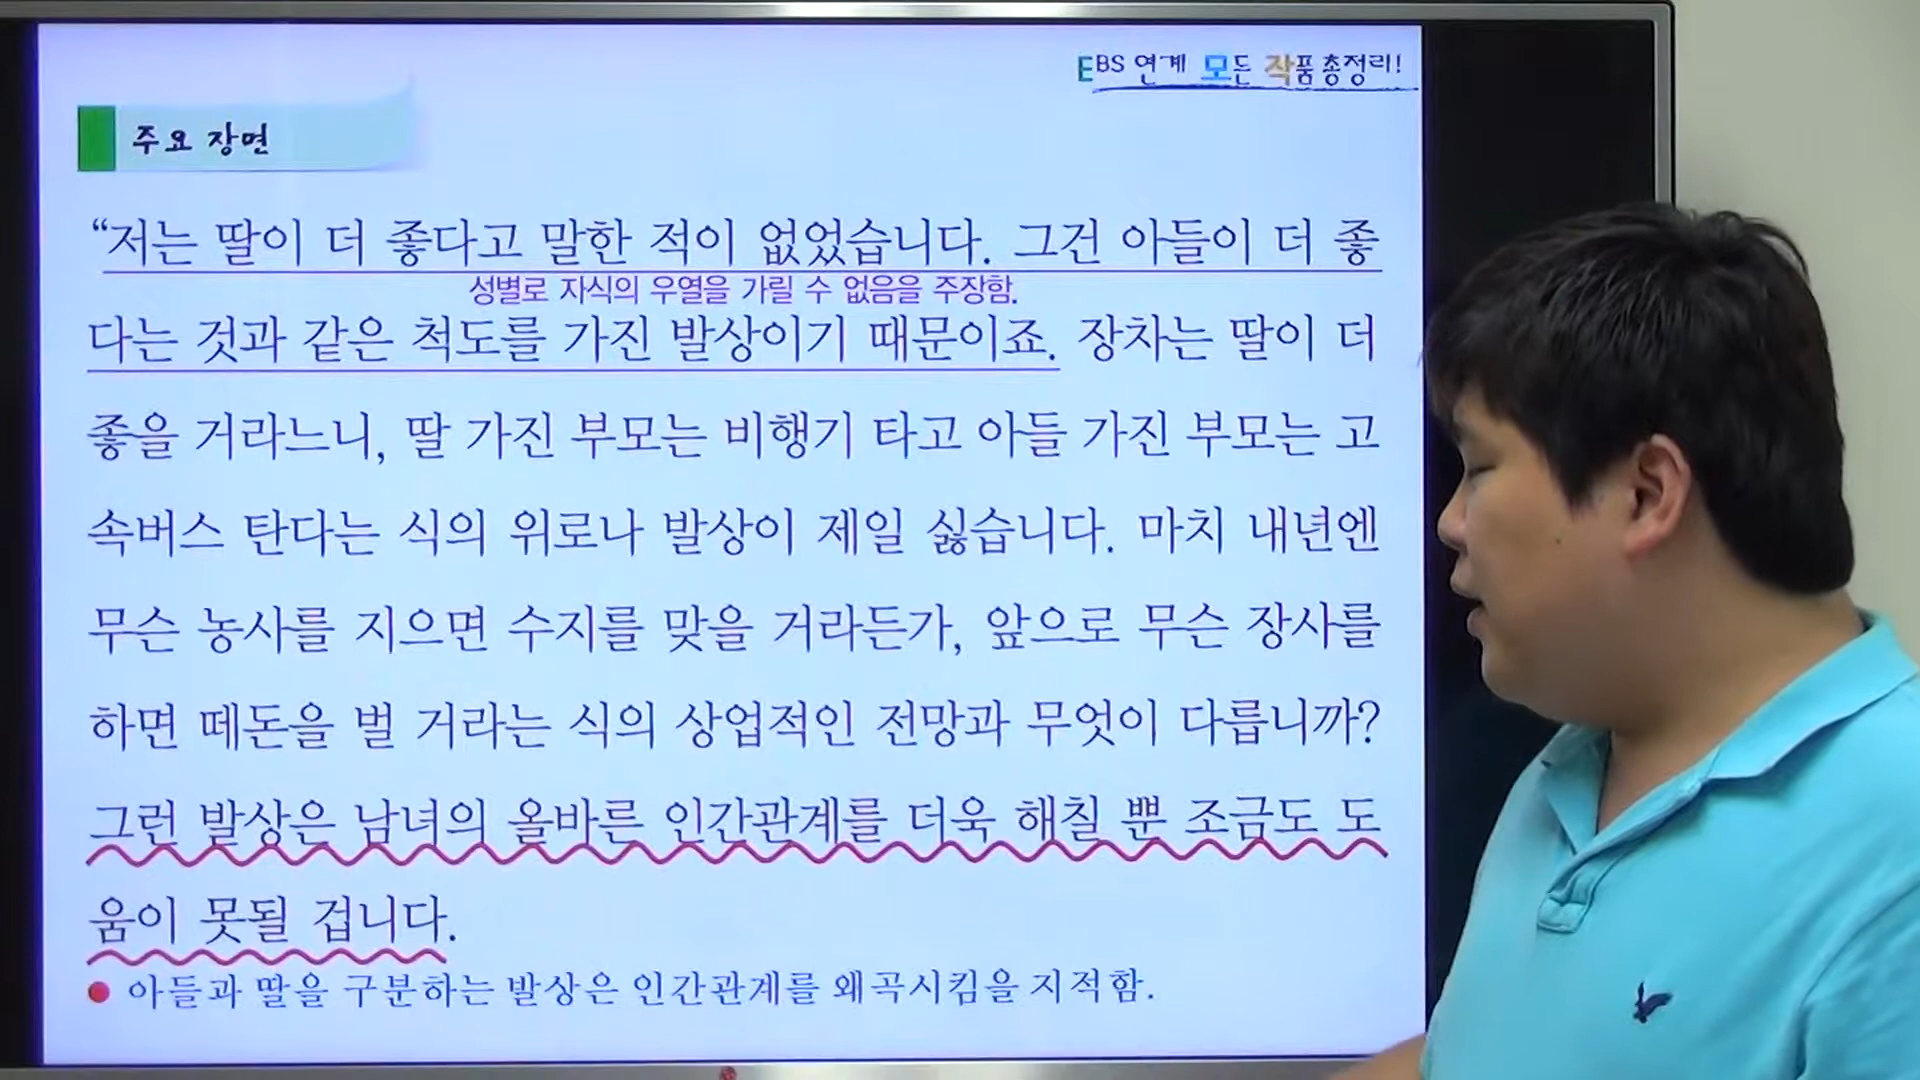 EBS 연계 모든 작품총정리!
주요 장면
“저는 딸이 더 좋다고 말한 적이 없었습니다. 그건 아들이 더 좋
성별로 자식의 우열을 가릴 수 없음을 주장함.
다는 것과 같은 척도를 가진 발상이기 때문이죠. 장차는 딸이 더
좋을 거라느니, 딸 가진 부모는 비행기 타고 아들 가진 부모는 고
속버스 탄다는 식의 위로나 발상이 제일 싫습니다. 마치 내년엔
무슨 농사를 지으면 수지를 맞을 거라든가, 앞으로 무슨 장사를
하면 떼돈을 벌 거라는 식의 상업적인 전망과 무엇이 다릅니까?
그런 발상은 남녀의 올바른 인간관계를 더욱 해칠 뿐 조금도 도
움이 못될 겁니다.
● 아들과 딸을 구분하는 발상은 인간관계를 왜곡시킴을 지적함.